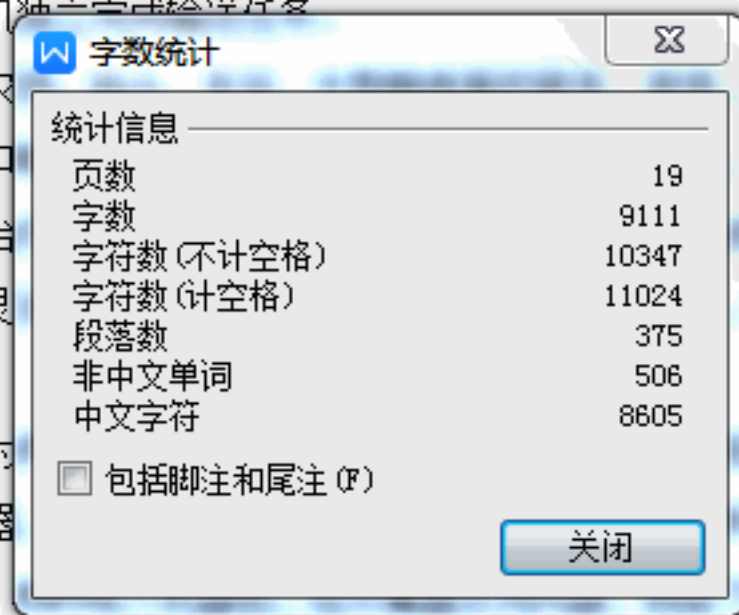 字数统计
统计信息
页数 19
字数 9111
字符数(不计空格) 10347
字符数(计空格) 11024
段落数 375
非中文单词 506
中文字符 8605
包括脚注和尾注(F)
关闭